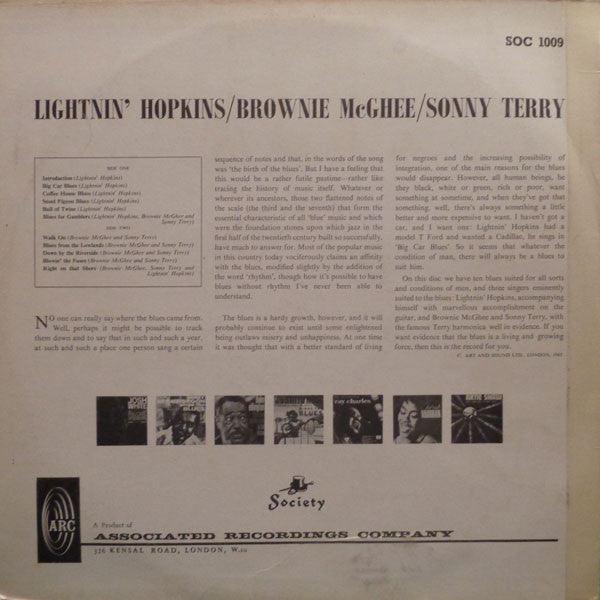 SOC 1009
LIGHTNIN' HOPKINS/BROWNIE McGHEE/SONNY TERRY
SIDE ONE
Introduction (Lightnin' Hopkins)
Big Car Blues (Lightnin' Hopkins)
Coffee House Blues (Lightnin' Hopkins)
Stool Pigeon Blues (Lightnin' Hopkins)
Ball of Twine (Lightnin' Hopkins)
Blues for Gamblers (Lightnin' Hopkins, Brownie McGhee and
Sonny Terry)
SIDE TWO
Walk On (Brownie McGhee and Sonny Terry)
Blues from the Lowlands (Brownie McGhee and Sonny Terry)
Down by the Riverside (Brownie McGhee and Sonny Terry)
Blowin' the Fuses (Brownie McGhee and Sonny Terry)
Right on that Shore (Brownie McGhee, Sonny Terry and
Lightnin' Hopkins)
NO one can really say where the blues came from.
Well, perhaps it might be possible to track
them down and to say that in such and such a year,
at such and such a place one person sang a certain
sequence of notes and that, in the words of the song
was 'the birth of the blues'. But I have a feeling that
this would be a rather futile pastime—rather like
tracing the history of music itself. Whatever or
wherever its ancestors, those two flattened notes of
the scale (the third and the seventh) that form the
essential characteristic of all 'blue' music and which
were the foundation stones upon which jazz in the
first half of the twentieth century built so successfully,
have much to answer for. Most of the popular music
in this country today vociferously claims an affinity
with the blues, modified slightly by the addition of
the word 'rhythm', though how it's possible to have
blues without rhythm I've never been able to
understand.
The blues is a hardy growth, however, and it will
probably continue to exist until some enlightened
being outlaws misery and unhappiness. At one time
it was thought that with a better standard of living
for negroes and the increasing possibility of
integration, one of the main reasons for the blues
would disappear. However, all human beings, be
they black, white or green, rich or poor, want
something at sometime, and when they've got that
something, well, there's always something a little
better and more expensive to want. I haven't got a
car, and I want one: Lightnin' Hopkins had a
model T Ford and wanted a Cadillac, he sings in
'Big Car Blues'. So it seems that whatever the
condition of man, there will always be a blues to
suit him.
On this disc we have ten blues suited for all sorts
and conditions of men, and three singers eminently
suited to the blues: Lightnin' Hopkins, accompanying
himself with marvellous accomplishment on the
guitar, and Brownie McGhee and Sonny Terry, with
the famous Terry harmonica well in evidence. If you
want evidence that the blues is a living and growing
force, then this is the record for you.
C. ART AND SOUND LTD. LONDON, 1965
JOSH
WHITE
BLUES
ray charles
Society
ARC
A Product of
ASSOCIATED RECORDINGS COMPANY
326 KENSAL ROAD, LONDON, W.10